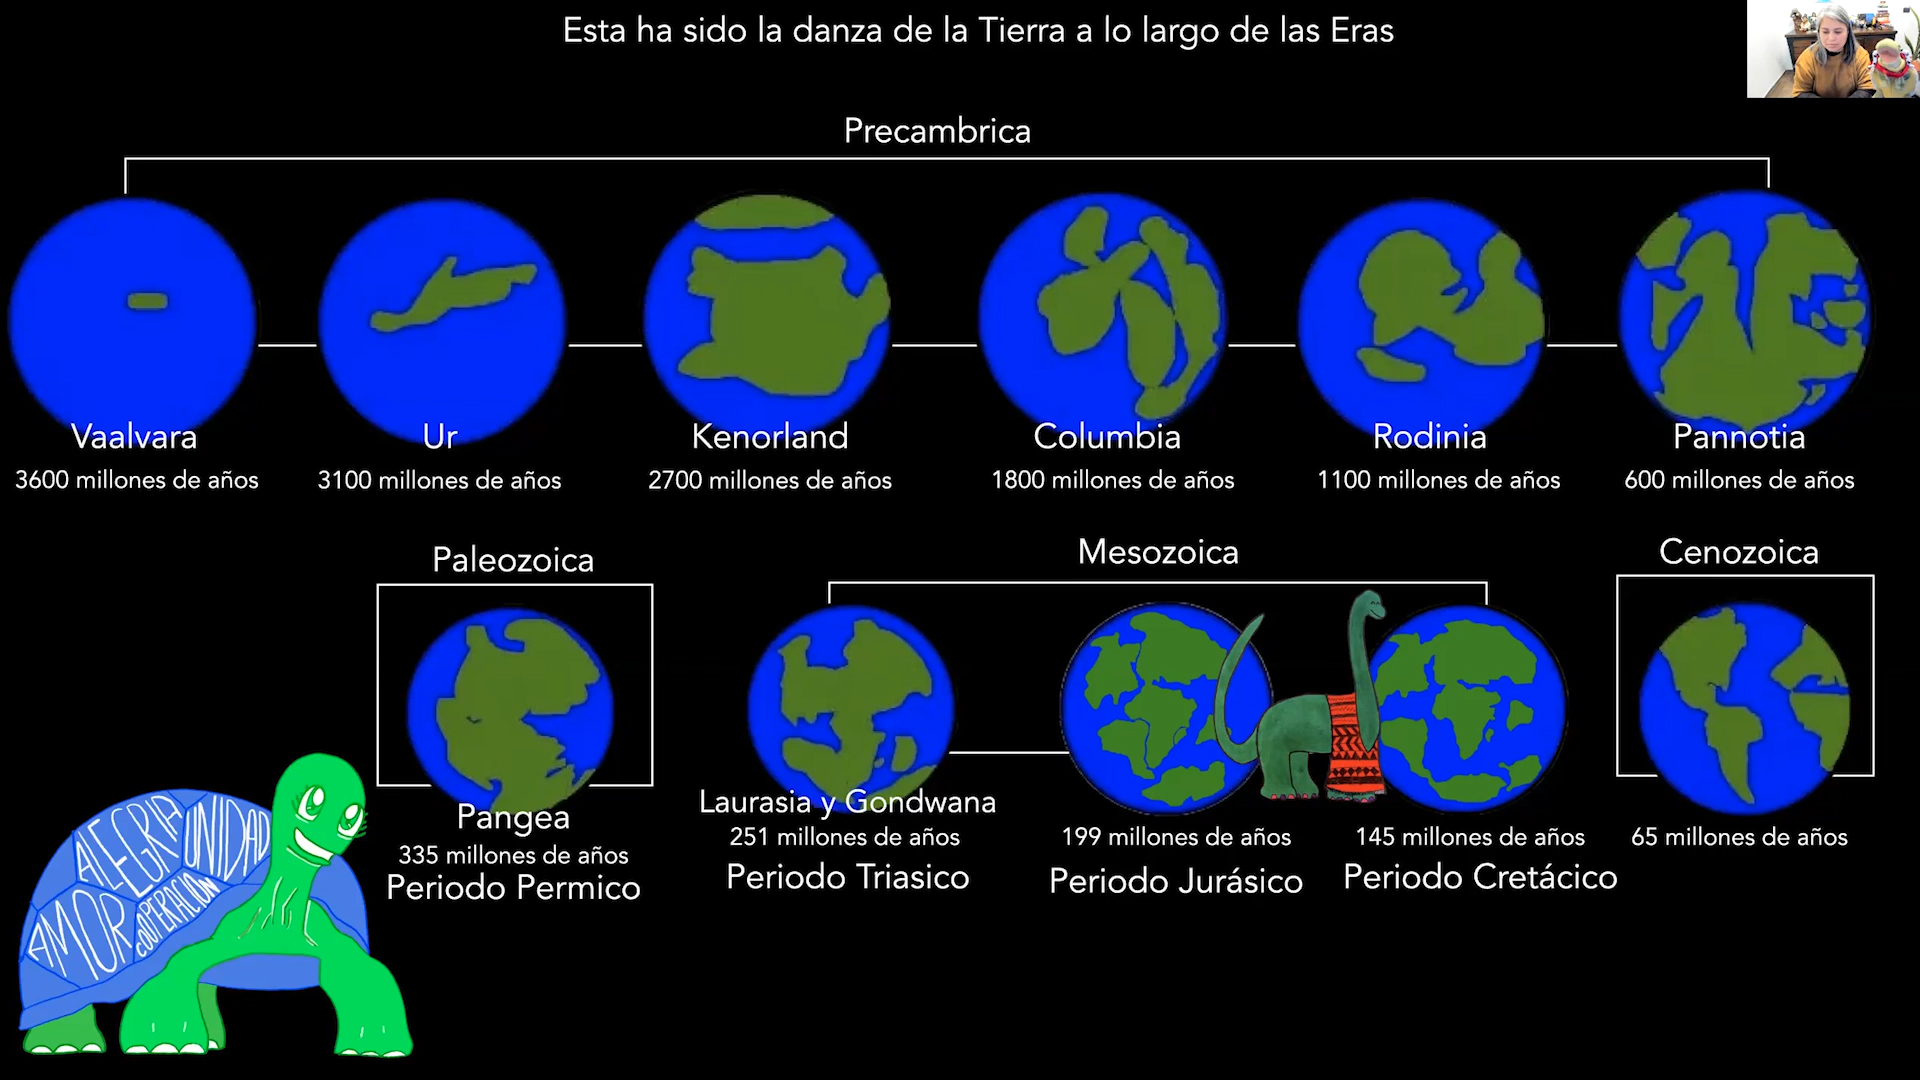 Esta ha sido la danza de la Tierra a lo largo de las Eras
Precambrica
Vaalvara
3600 millones de años
Ur
3100 millones de años
Kenorland
2700 millones de años
Columbia
1800 millones de años
Rodinia
1100 millones de años
Pannotia
600 millones de años
Paleozoica
Pangea
335 millones de años
Periodo Permico
Mesozoica
Laurasia y Gondwana
251 millones de años
Periodo Triasico
199 millones de años
Periodo Jurásico
145 millones de años
Periodo Cretácico
Cenozoica
65 millones de años
ALEGRIA
UNIDAD
AMOR
COOPERACION